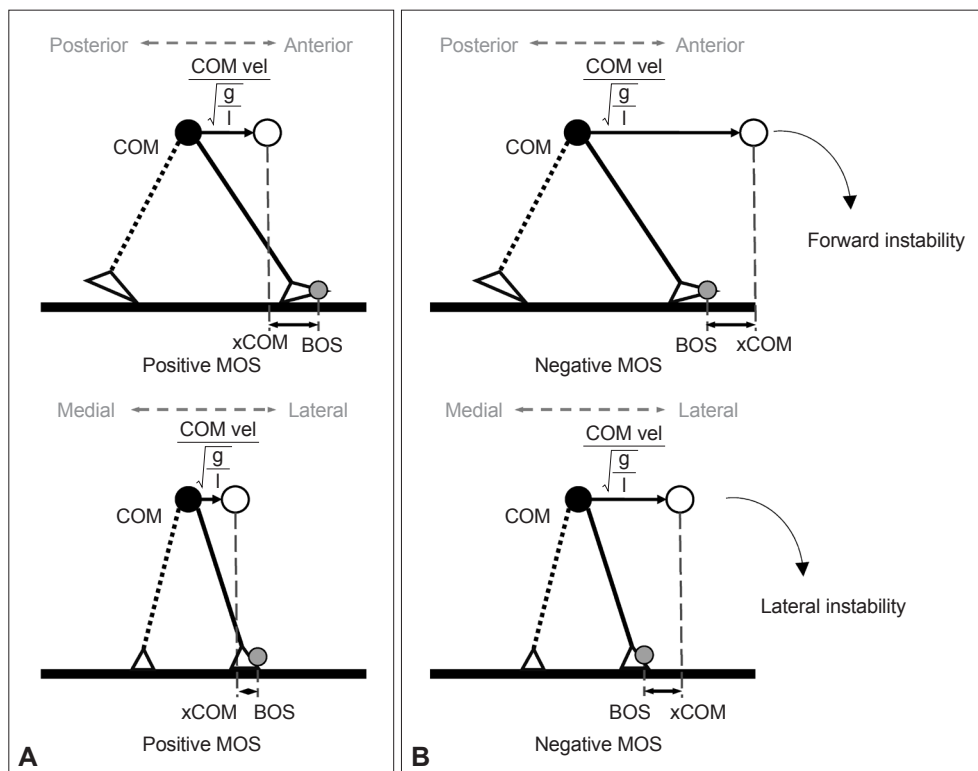 Posterior Anterior
COM vel
√g/l
COM
xCOM BOS
Positive MOS
Medial Lateral
COM vel
√g/l
COM
xCOM BOS
Positive MOS
A
Posterior Anterior
COM vel
√g/l
COM
Forward instability
BOS xCOM
Negative MOS
Medial Lateral
COM vel
√g/l
COM
Lateral instability
BOS xCOM
Negative MOS
B